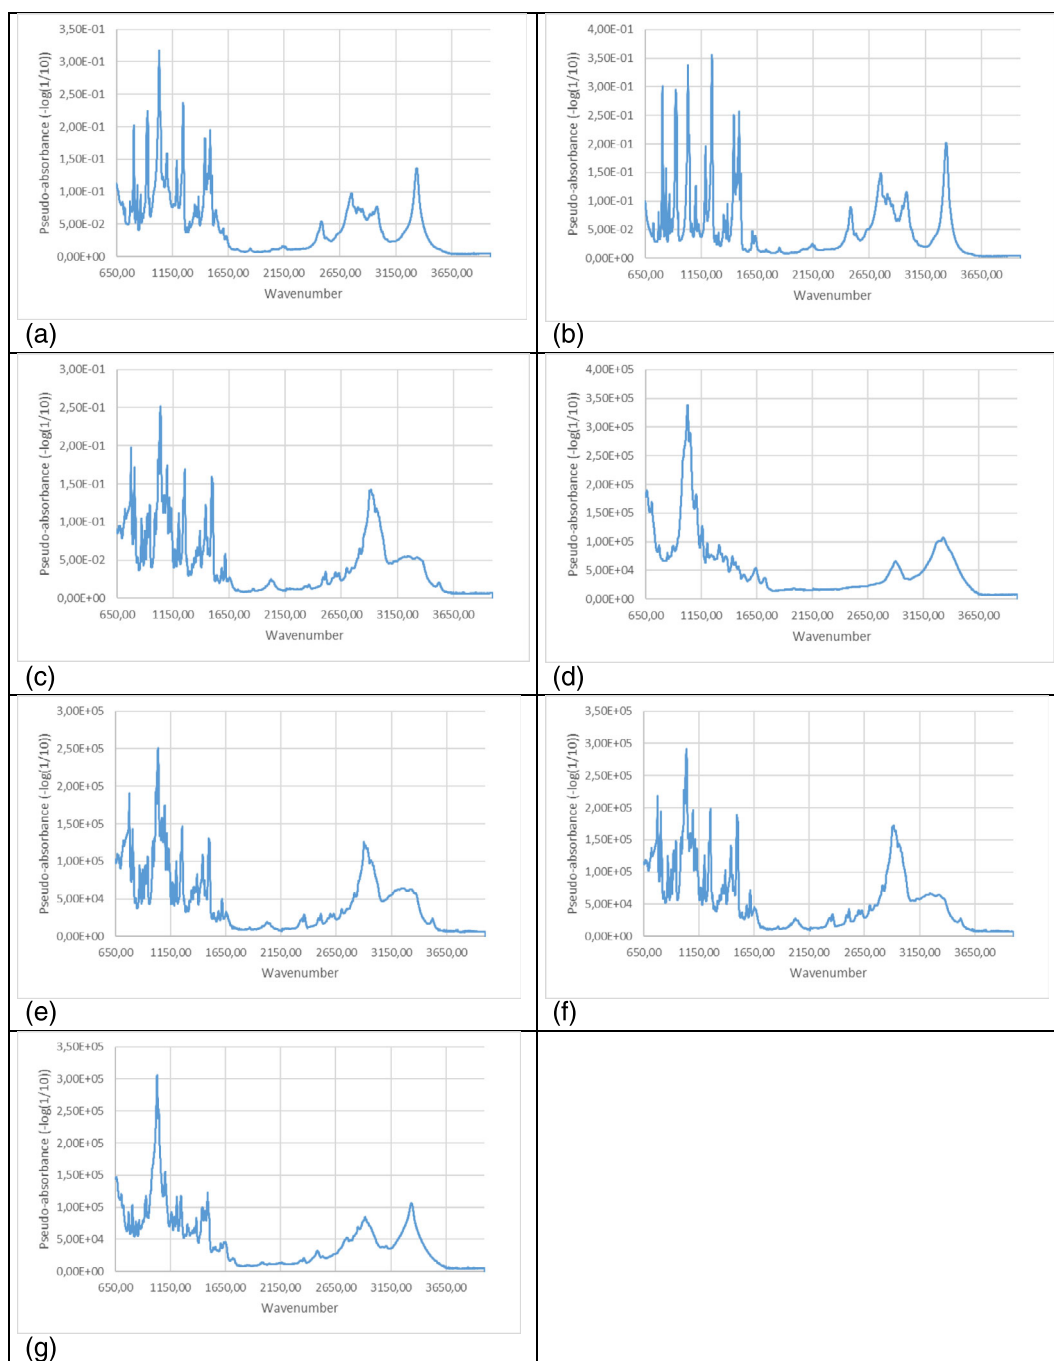 3,50E-01
3,00E-01
2,50E-01
2,00E-01
1,50E-01
1,00E-01
5,00E-02
0,00E+00
Pseudo-absorbance (-log(1/10))
650,00 1150,00 1650,00 2150,00 2650,00 3150,00 3650,00
Wavenumber
(a)
4,00E-01
3,50E-01
3,00E-01
2,50E-01
2,00E-01
1,50E-01
1,00E-01
5,00E-02
0,00E+00
Pseudo-absorbance (-log(1/10))
650,00 1150,00 1650,00 2150,00 2650,00 3150,00 3650,00
Wavenumber
(b)
3,00E-01
2,50E-01
2,00E-01
1,50E-01
1,00E-01
5,00E-02
0,00E+00
Pseudo-absorbance (-log(1/10))
650,00 1150,00 1650,00 2150,00 2650,00 3150,00 3650,00
Wavenumber
(c)
4,00E+05
3,50E+05
3,00E+05
2,50E+05
2,00E+05
1,50E+05
1,00E+05
5,00E+04
0,00E+00
Pseudo-absorbance (-log(1/10))
650,00 1150,00 1650,00 2150,00 2650,00 3150,00 3650,00
Wavenumber
(d)
3,00E+05
2,50E+05
2,00E+05
1,50E+05
1,00E+05
5,00E+04
0,00E+00
Pseudo-absorbance (-log(1/10))
650,00 1150,00 1650,00 2150,00 2650,00 3150,00 3650,00
Wavenumber
(e)
3,50E+05
3,00E+05
2,50E+05
2,00E+05
1,50E+05
1,00E+05
5,00E+04
0,00E+00
Pseudo-absorbance (-log(1/10))
650,00 1150,00 1650,00 2150,00 2650,00 3150,00 3650,00
Wavenumber
(f)
3,50E+05
3,00E+05
2,50E+05
2,00E+05
1,50E+05
1,00E+05
5,00E+04
0,00E+00
Pseudo-absorbance (-log(1/10))
650,00 1150,00 1650,00 2150,00 2650,00 3150,00 3650,00
Wavenumber
(g)